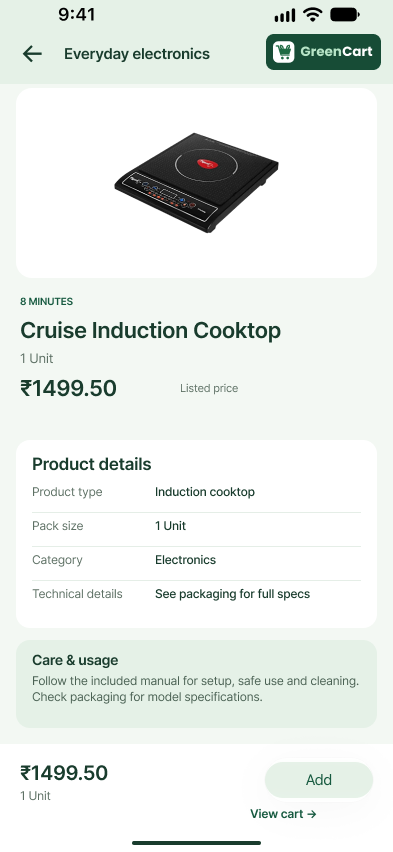 9:41
Everyday electronics
GreenCart
8 MINUTES
Cruise Induction Cooktop
1 Unit
₹1499.50 Listed price
Product details
Product type Induction cooktop
Pack size 1 Unit
Category Electronics
Technical details See packaging for full specs
Care & usage
Follow the included manual for setup, safe use and cleaning.
Check packaging for model specifications.
₹1499.50
Add
1 Unit
View cart →